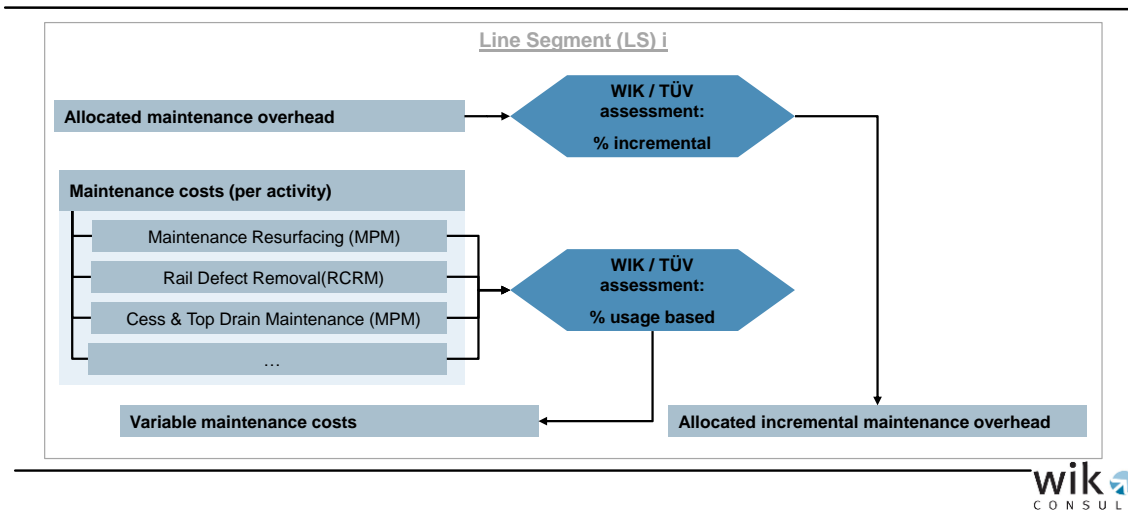 Line Segment (LS) i
WIK / TÜV
assessment:
% incremental
Allocated maintenance overhead
Maintenance costs (per activity)
Maintenance Resurfacing (MPM)
Rail Defect Removal(RCRM)
Cess & Top Drain Maintenance (MPM)
…
WIK / TÜV
assessment:
% usage based
Variable maintenance costs
Allocated incremental maintenance overhead
wik
CONSUL